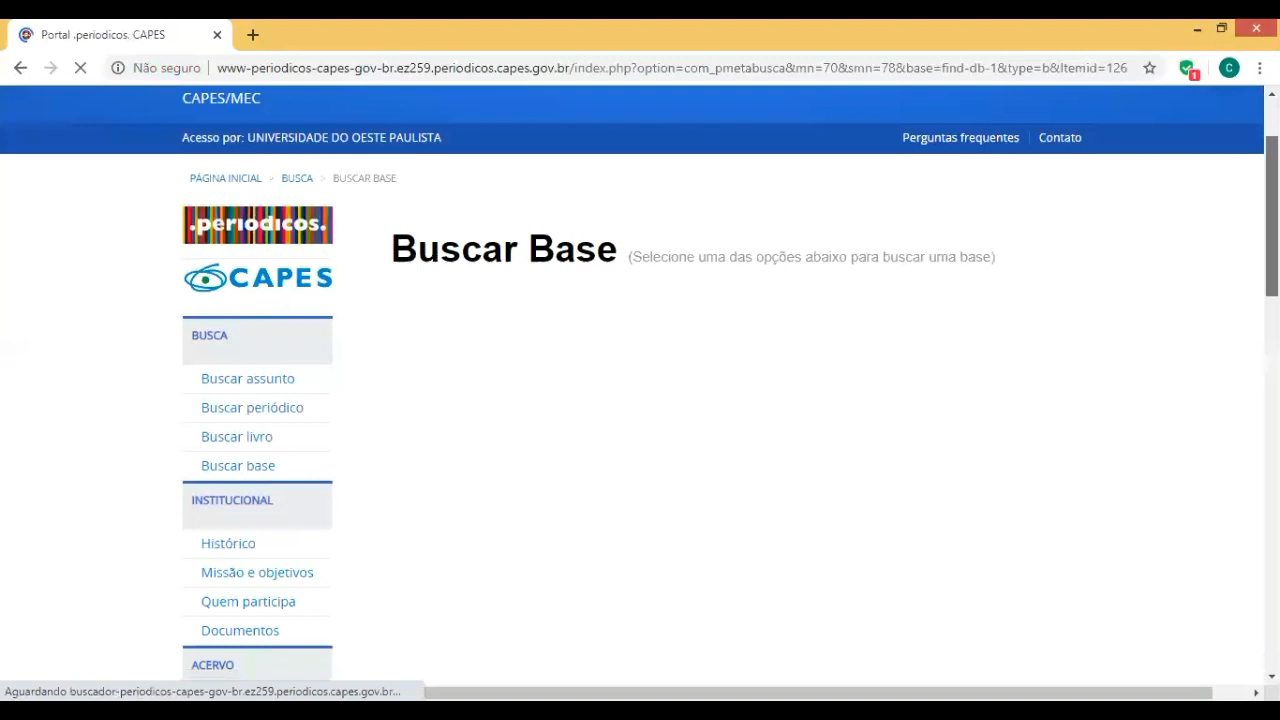 Portal .periodicos. CAPES
Não seguro
www-periodicos-capes-gov-br.ez259.periodicos.capes.gov.br/index.php?option=com_pmetabusca&mn=70&smn=78&base=find-db-1&type=b&Itemid=126
1
C
CAPES/MEC
Acesso por: UNIVERSIDADE DO OESTE PAULISTA
Perguntas frequentes
Contato
PÁGINA INICIAL > BUSCA > BUSCAR BASE
.periodicos.
CAPES
Buscar Base (Selecione uma das opções abaixo para buscar uma base)
BUSCA
Buscar assunto
Buscar periódico
Buscar livro
Buscar base
INSTITUCIONAL
Histórico
Missão e objetivos
Quem participa
Documentos
ACERVO
Aguardando buscador-periodicos-capes-gov-br.ez259.periodicos.capes.gov.br...